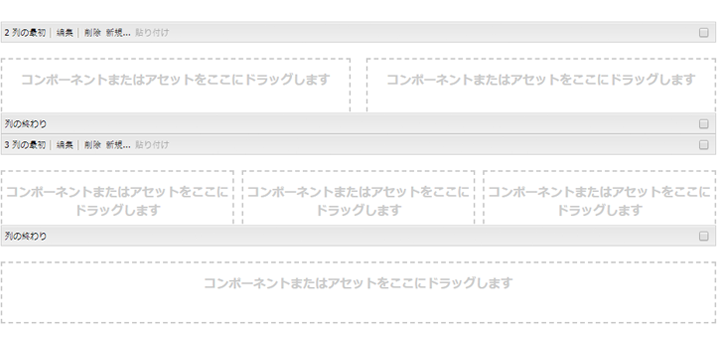 2 列の最初 | 編集 | 削除 新規... 貼り付け
コンポーネントまたはアセットをここにドラッグします コンポーネントまたはアセットをここにドラッグします
列の終わり
3 列の最初 | 編集 | 削除 新規... 貼り付け
コンポーネントまたはアセットをここに
ドラッグします
コンポーネントまたはアセットをここに
ドラッグします
コンポーネントまたはアセットをここに
ドラッグします
列の終わり
コンポーネントまたはアセットをここにドラッグします